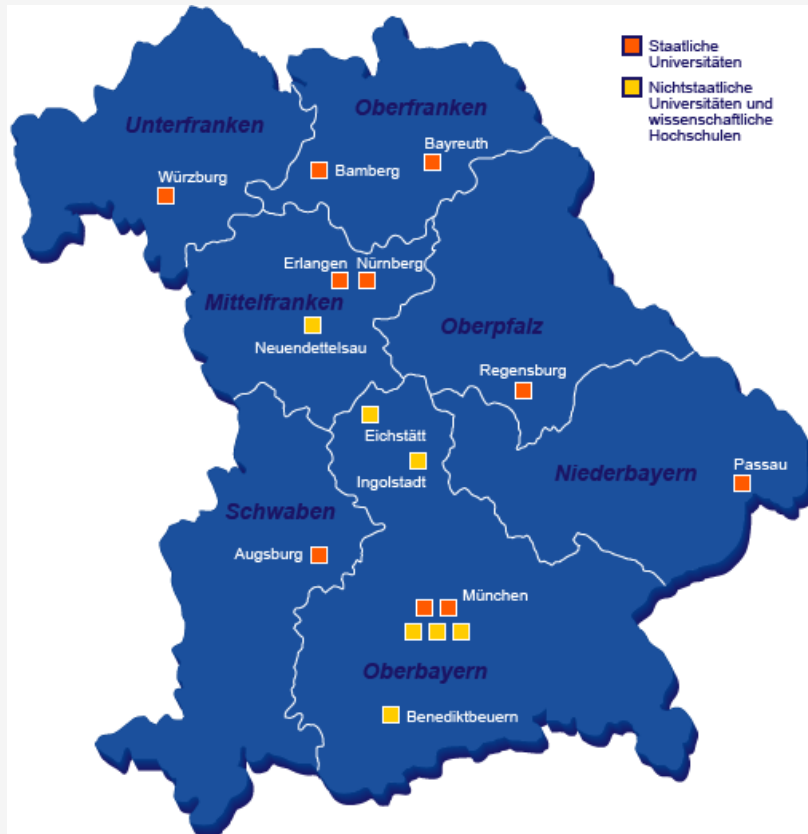 Staatliche
Universitäten
Nichtstaatliche
Universitäten und
wissenschaftliche
Hochschulen
Unterfranken
Oberfranken
Bayreuth
Bamberg
Würzburg
Erlangen
Nürnberg
Mittelfranken
Neuendettelsau
Oberpfalz
Regensburg
Eichstätt
Ingolstadt
Niederbayern
Passau
Schwaben
Augsburg
München
Oberbayern
Benediktbeuern